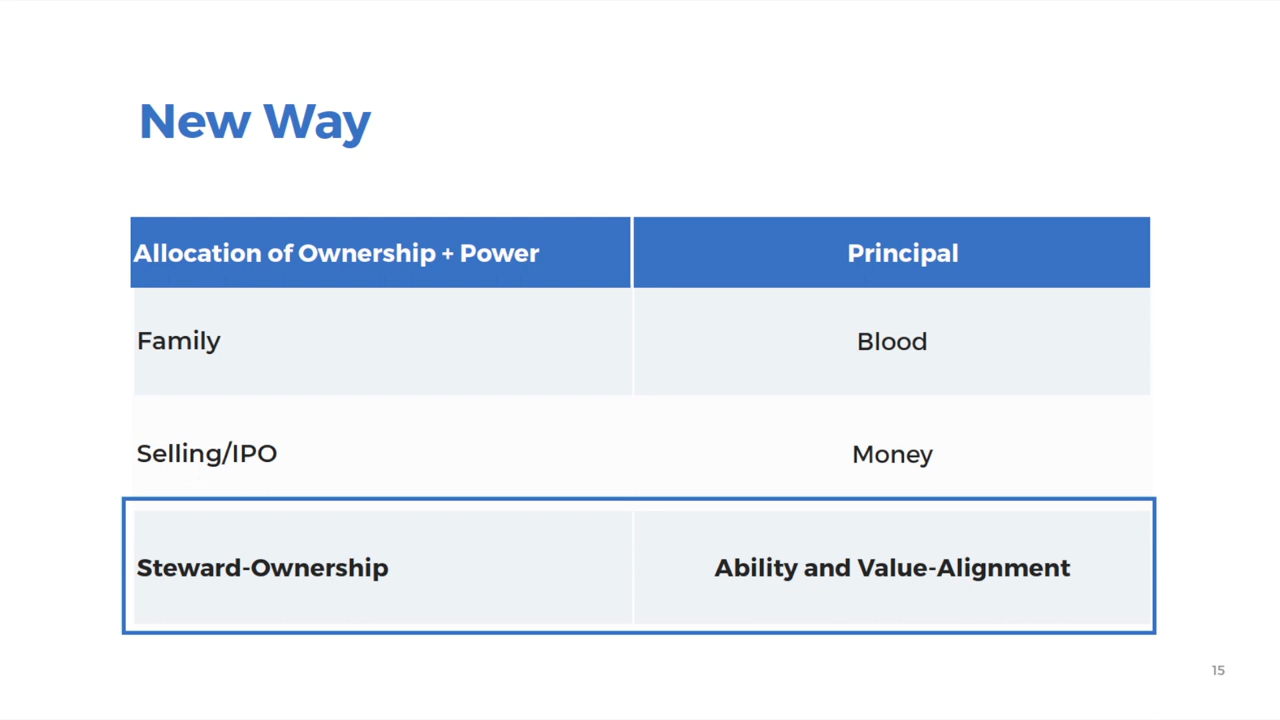 New Way
Allocation of Ownership + Power
Principal
Family
Blood
Selling/IPO
Money
Steward-Ownership
Ability and Value-Alignment
15